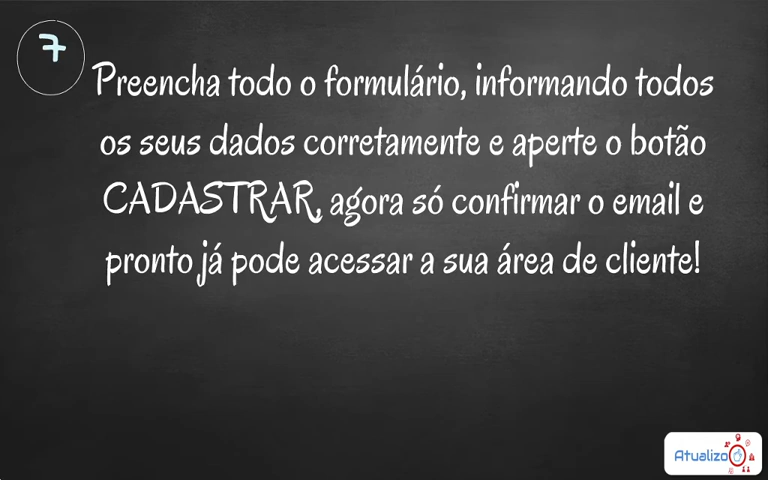 7
Preencha todo o formulário, informando todos
os seus dados corretamente e aperte o botão
CADASTRAR, agora só confirmar o email e
pronto já pode acessar a sua área de cliente!
Atualizo